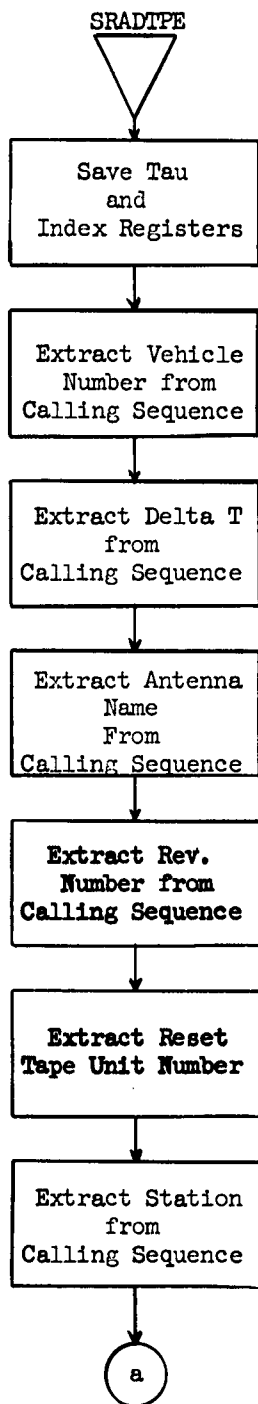 SRADTPE
Save Tau
and
Index Registers
Extract Vehicle
Number from
Calling Sequence
Extract Delta T
from
Calling Sequence
Extract Antenna
Name
From
Calling Sequence
Extract Rev.
Number from
Calling Sequence
Extract Reset
Tape Unit Number
Extract Station
from
Calling Sequence
a